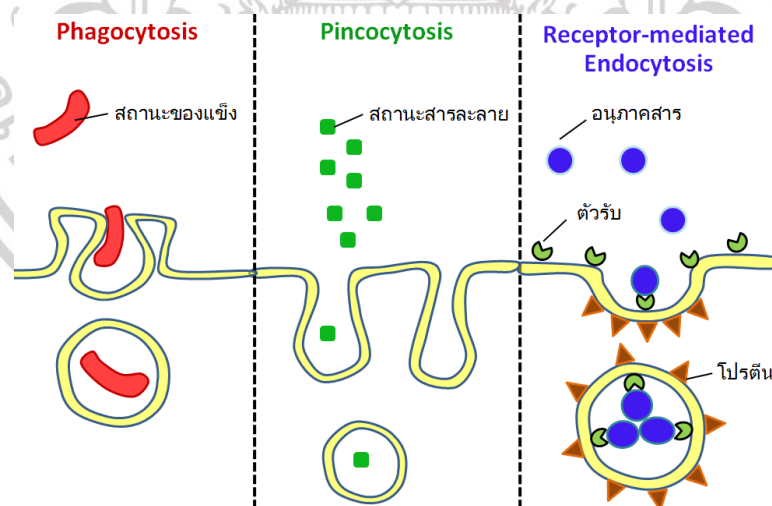 Phagocytosis
สถานะของแข็ง
Pincocytosis
สถานะสารละลาย
Receptor-mediated
Endocytosis
อนุภาคสาร
ตัวรับ
โปรตีน